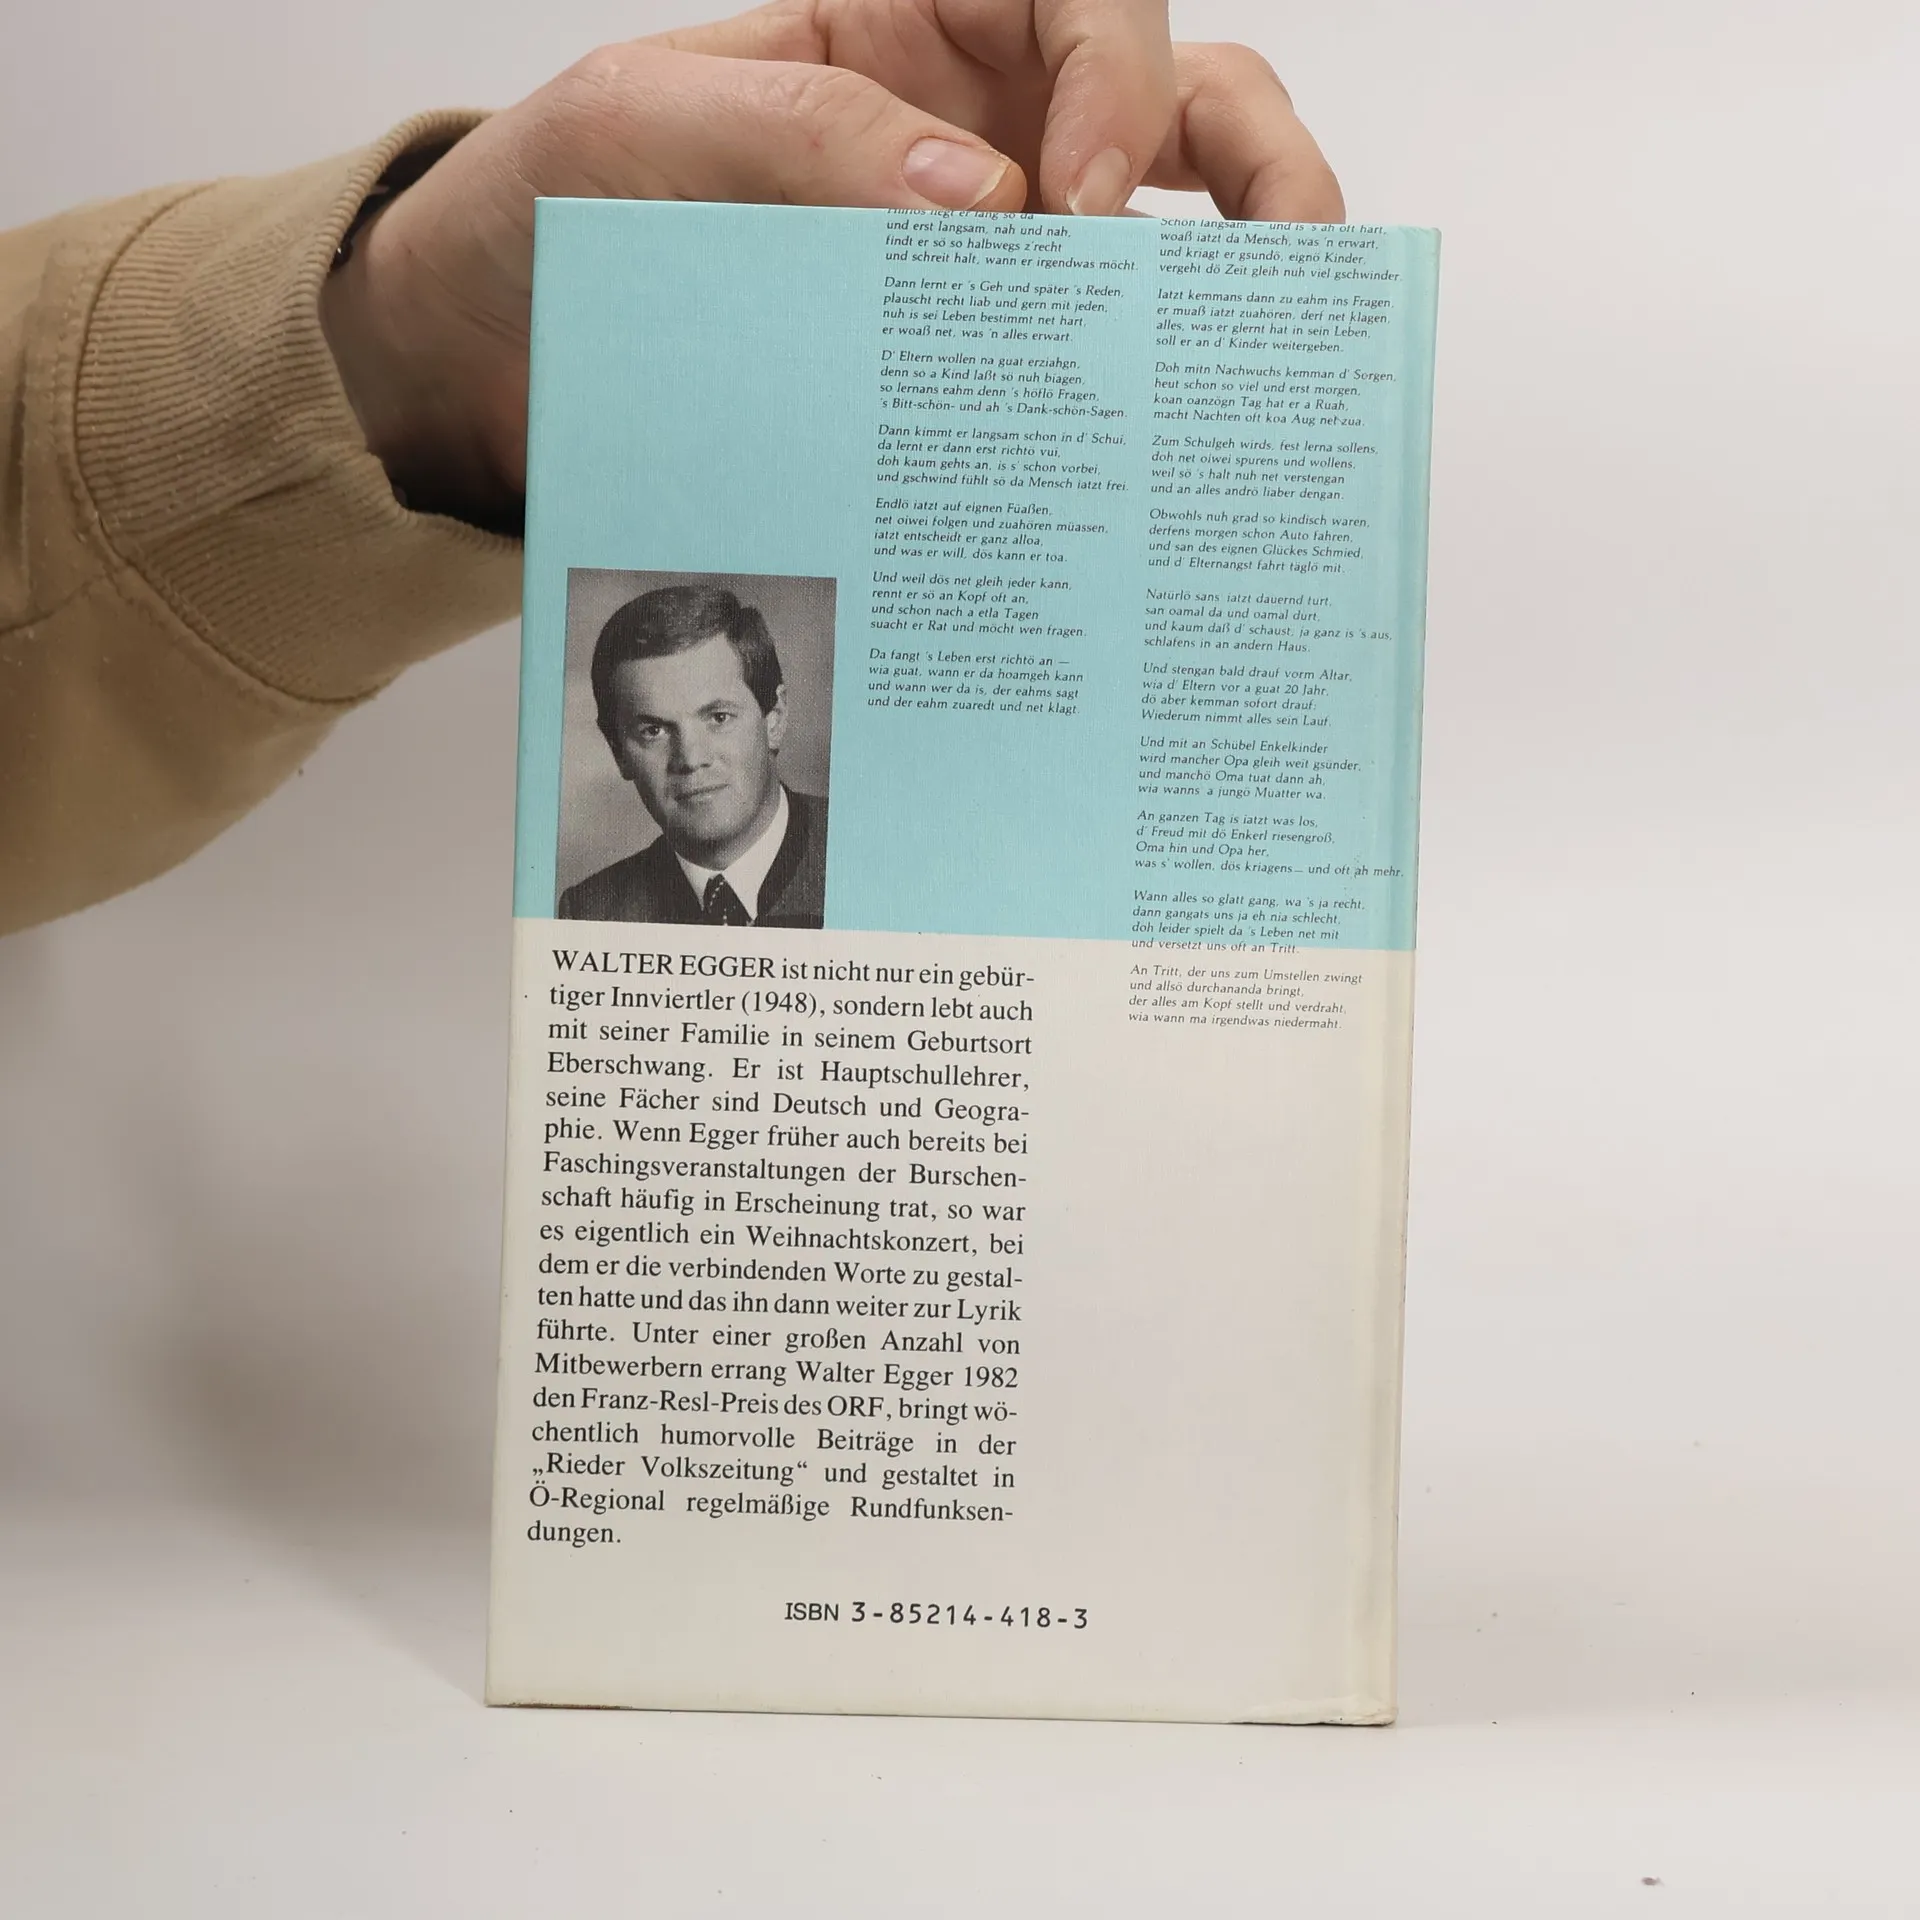 und erst langsam, nah und nah,
findt er sö so halbwegs z'recht
und schreit halt, wann er irgendwas möcht.
Dann lernt er 's Geh und später 's Reden,
plauscht recht liab und gern mit jeden,
nuh is sei Leben bestimmt net hart,
er woaß net, was 'n alles erwart.
D' Eltern wollen na guat erziahgn,
denn so a Kind laßt sö nuh biagen,
so lernans eahm denn 's höflö Fragen,
's Bitt-schön- und ah 's Dank-schön-Sagen.
Dann kimmt er langsam schon in d' Schui,
da lernt er dann erst richtö vui,
doh kaum gehts an, is s' schon vorbei,
und gschwind fühlt sö da Mensch iatzt frei.
Endlö iatzt auf eignen Füaßen,
net oiwei folgen und zuahören müassen,
iatzt entscheidt er ganz alloa,
und was er will, dös kann er toa.
Und weil dös net gleih jeder kann,
rennt er sö an Kopf oft an,
und schon nach a etla Tagen
suacht er Rat und möcht wen fragen.
Da fangt 's Leben erst richtö an —
wia guat, wann er da hoamgeh kann
und wann wer da is, der eahms sagt
und der eahm zuaredt und net klagt.
Schön langsam — und is 's ah oft hart,
woaß iatzt da Mensch, was 'n erwart,
und kriagt er gsundö, eignö Kinder,
vergeht dö Zeit gleih nuh viel gschwinder.
Iatzt kemmans dann zu eahm ins Fragen,
er muaß iatzt zuahören, derf net klagen,
alles, was er glernt hat in sein Leben,
soll er an d' Kinder weitergeben.
Doh mitn Nachwuchs kemman d' Sorgen,
heut schon so viel und erst morgen,
koan oanzögn Tag hat er a Ruah,
macht Nachten oft koa Aug net zua.
Zum Schulgeh wirds, fest lerna sollens,
doh net oiwei spurens und wollens,
weil sö 's halt nuh net verstengan
und an alles andrö liaber dengan.
Obwohls nuh grad so kindisch waren,
derfens morgen schon Auto fahren,
und san des eignen Glückes Schmied,
und d' Elternangst fahrt täglö mit.
Natürlö sans iatzt dauernd furt,
san oamal da und oamal durt,
und kaum daß d' schaust, ja ganz is 's aus,
schlafens in an andern Haus.
Und stengan bald drauf vorm Altar,
wia d' Eltern vor a guat 20 Jahr,
dö aber kemman sofort drauf:
Wiederum nimmt alles sein Lauf.
Und mit an Schübel Enkelkinder
wird mancher Opa gleih weit gsünder,
und manchö Oma tuat dann ah,
wia wanns a jungö Muatter wa.
An ganzen Tag is iatzt was los,
d' Freud mit dö Enkerl riesengroß,
Oma hin und Opa her,
was s' wollen, dös kriagens — und oft ah mehr.
Wann alles so glatt gang, wa 's ja recht,
dann gangats uns ja eh nia schlecht,
doh leider spielt da 's Leben net mit
und versetzt uns oft an Tritt.
An Tritt, der uns zum Umstellen zwingt
und allsö durchananda bringt,
der alles am Kopf stellt und verdraht,
wia wann ma irgendwas niedermaht.
WALTER EGGER ist nicht nur ein gebür-
tiger Innviertler (1948), sondern lebt auch
mit seiner Familie in seinem Geburtsort
Eberschwang. Er ist Hauptschullehrer,
seine Fächer sind Deutsch und Geogra-
phie. Wenn Egger früher auch bereits bei
Faschingsveranstaltungen der Burschen-
schaft häufig in Erscheinung trat, so war
es eigentlich ein Weihnachtskonzert, bei
dem er die verbindenden Worte zu gestal-
ten hatte und das ihn dann weiter zur Lyrik
führte. Unter einer großen Anzahl von
Mitbewerbern errang Walter Egger 1982
den Franz-Resl-Preis des ORF, bringt wö-
chentlich humorvolle Beiträge in der
„Rieder Volkszeitung“ und gestaltet in
Ö-Regional regelmäßige Rundfunksen-
dungen.
ISBN 3-85214-418-3